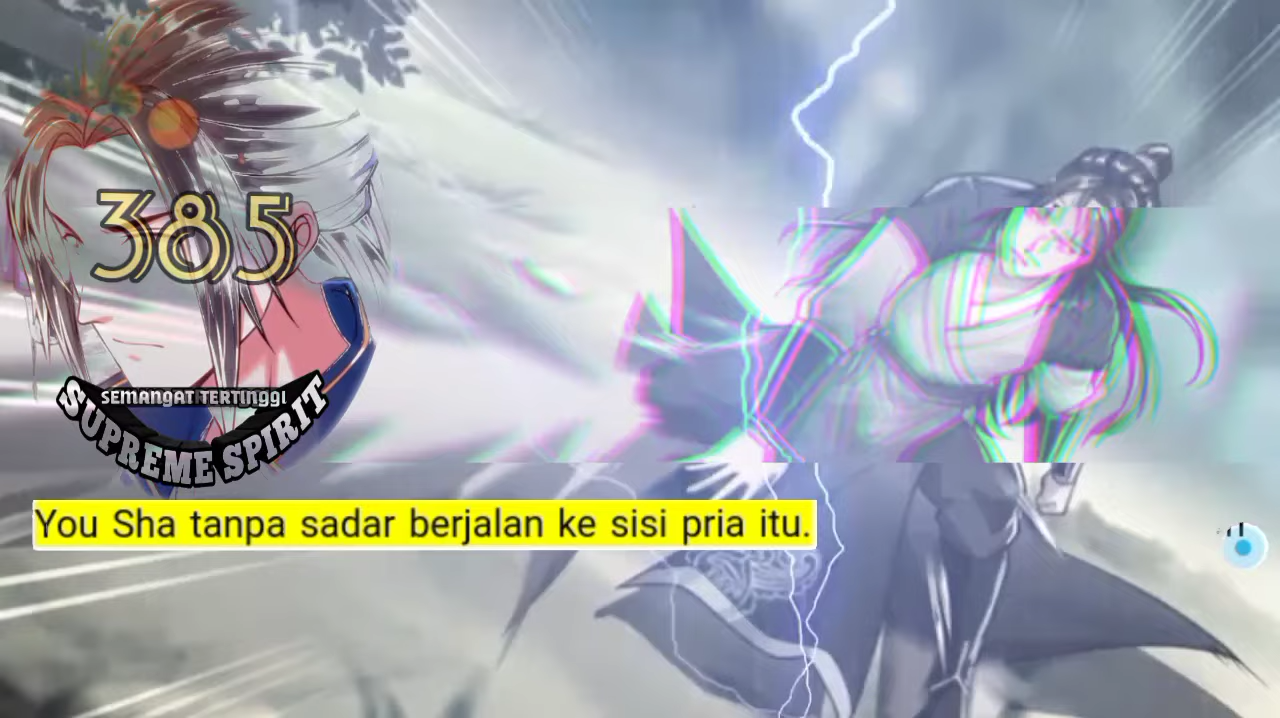 385
SEMANGAT TERTINGGI
SUPREME SPIRIT
You Sha tanpa sadar berjalan ke sisi pria itu.